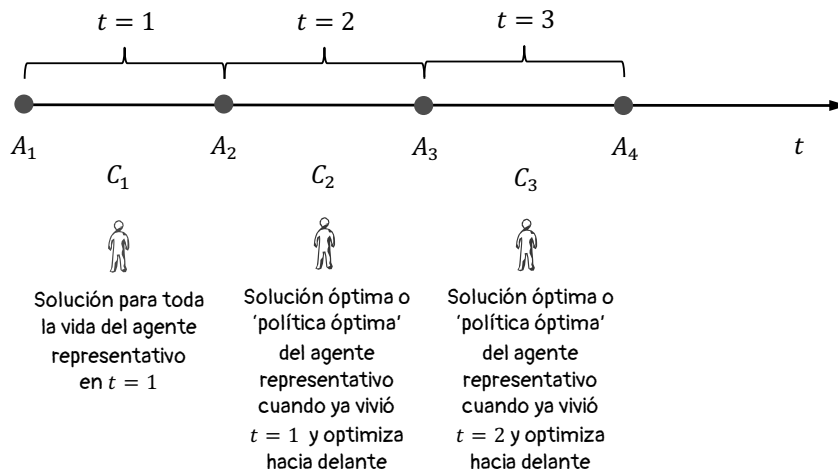 t = 1
t = 2
t = 3
A₁
A₂
A₃
A₄
t
C₁
C₂
C₃
Solución para toda
la vida del agente
representativo
en t = 1
Solución óptima o
‘política óptima’
del agente
representativo
cuando ya vivió
t = 1 y optimiza
hacia delante
Solución óptima o
‘política óptima’
del agente
representativo
cuando ya vivió
t = 2 y optimiza
hacia delante